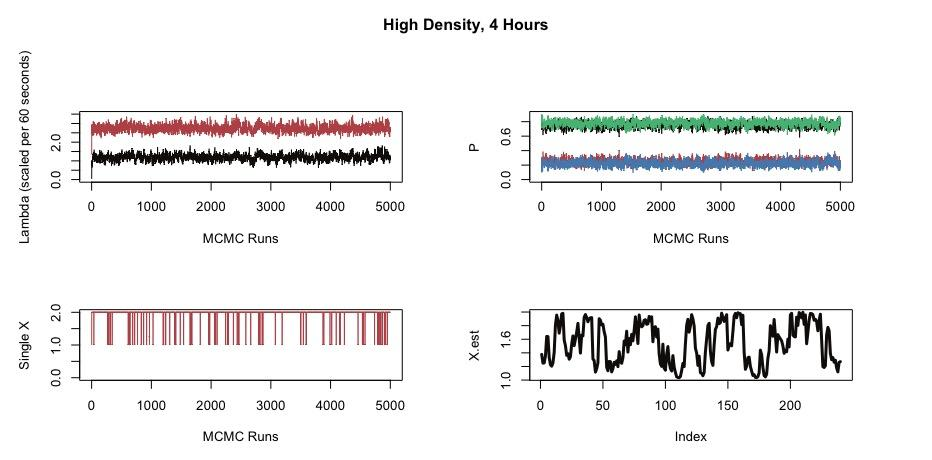 High Density, 4 Hours
Lambda (scaled per 60 seconds)
0.0 2.0
0 1000 2000 3000 4000 5000
MCMC Runs
P
0.0 0.6
0 1000 2000 3000 4000 5000
MCMC Runs
Single X
0.0 1.0 2.0
0 1000 2000 3000 4000 5000
MCMC Runs
X.est
1.0 1.6
0 50 100 150 200
Index